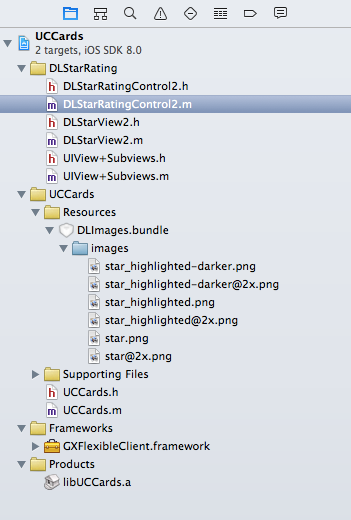 UCCards
2 targets, iOS SDK 8.0
DLStarRating
h DLStarRatingControl2.h
m DLStarRatingControl2.m
h DLStarView2.h
m DLStarView2.m
h UIView+Subviews.h
m UIView+Subviews.m
UCCards
Resources
DLImages.bundle
images
star_highlighted-darker.png
star_highlighted-darker@2x.png
star_highlighted.png
star_highlighted@2x.png
star.png
star@2x.png
Supporting Files
h UCCards.h
m UCCards.m
Frameworks
GXFlexibleClient.framework
Products
libUCCards.a